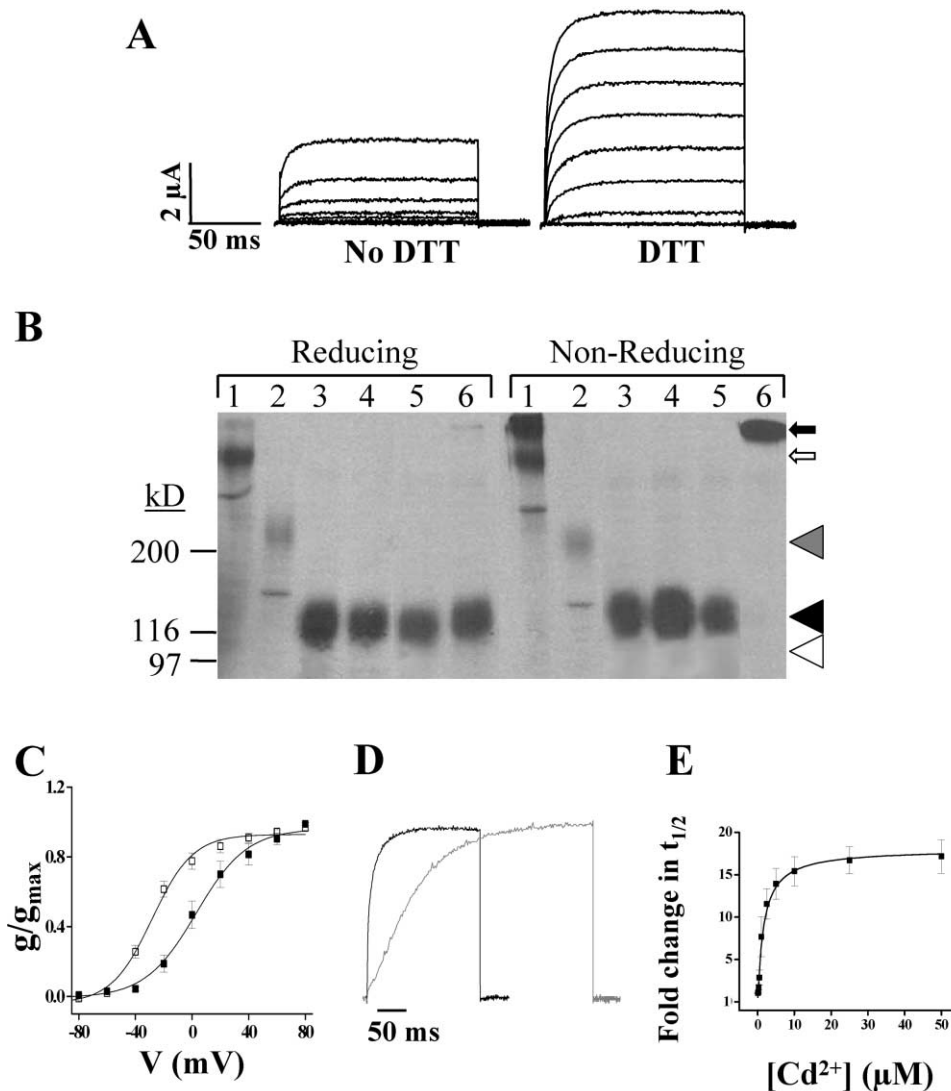 A
2 µA
50 ms
No DTT
DTT
B
Reducing
Non-Reducing
1 2 3 4 5 6
1 2 3 4 5 6
kD
200
116
97
C
g/gmax
1.2
0.8
0.4
0.0
-80 -40 0 40 80
V (mV)
D
50 ms
E
Fold change in t1/2
20
15
10
5
1
0 10 20 30 40 50
[Cd2+] (µM)